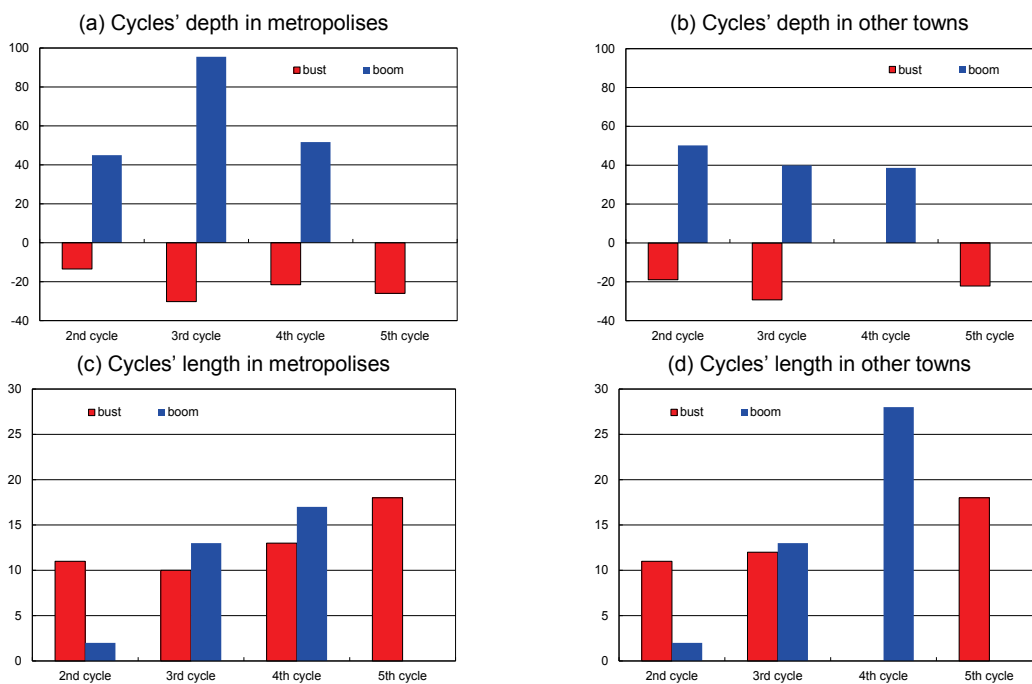 (a) Cycles’ depth in metropolises
100
80
60
40
20
0
-20
-40
bust boom
2nd cycle 3rd cycle 4th cycle 5th cycle
(b) Cycles’ depth in other towns
100
80
60
40
20
0
-20
-40
bust boom
2nd cycle 3rd cycle 4th cycle 5th cycle
(c) Cycles’ length in metropolises
30
25
20
15
10
5
0
bust boom
2nd cycle 3rd cycle 4th cycle 5th cycle
(d) Cycles’ length in other towns
30
25
20
15
10
5
0
bust boom
2nd cycle 3rd cycle 4th cycle 5th cycle